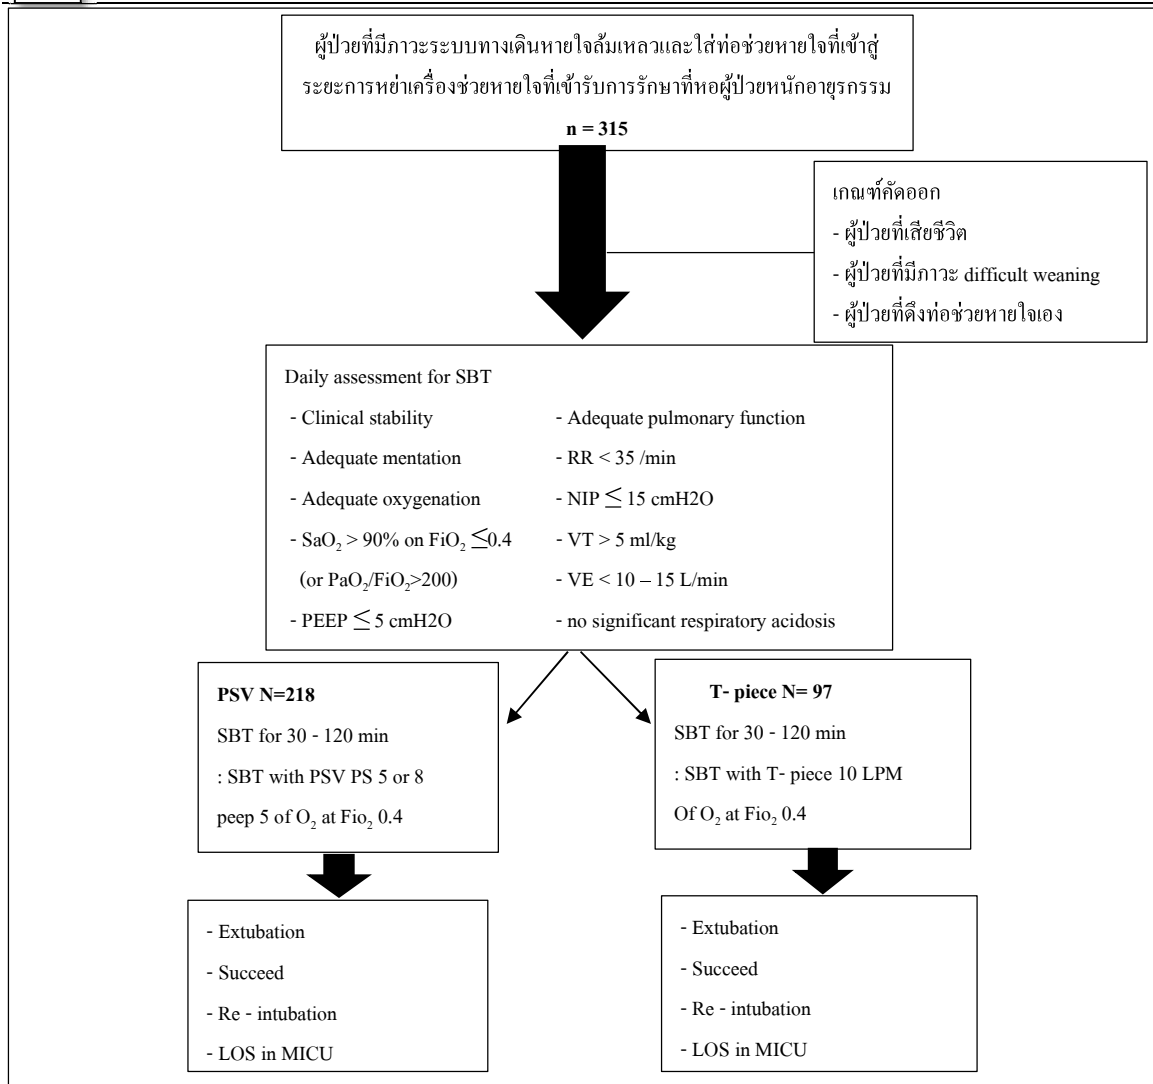 ผู้ป่วยที่มีภาวะระบบทางเดินหายใจล้มเหลวและใส่ท่อช่วยหายใจที่เข้าสู่
ระยะการหย่าเครื่องช่วยหายใจที่เข้ารับการรักษาที่หอผู้ป่วยหนักอายุรกรรม
n = 315
เกณฑ์คัดออก
- ผู้ป่วยที่เสียชีวิต
- ผู้ป่วยที่มีภาวะ difficult weaning
- ผู้ป่วยที่ดึงท่อช่วยหายใจเอง
Daily assessment for SBT
- Clinical stability
- Adequate mentation
- Adequate oxygenation
- SaO₂ > 90% on FiO₂ ≤0.4
(or PaO₂/FiO₂>200)
- PEEP ≤ 5 cmH2O
- Adequate pulmonary function
- RR < 35 /min
- NIP ≤ 15 cmH2O
- VT > 5 ml/kg
- VE < 10 – 15 L/min
- no significant respiratory acidosis
PSV N=218
SBT for 30 - 120 min
: SBT with PSV PS 5 or 8
peep 5 of O₂ at Fio₂ 0.4
T- piece N= 97
SBT for 30 - 120 min
: SBT with T- piece 10 LPM
Of O₂ at Fio₂ 0.4
- Extubation
- Succeed
- Re - intubation
- LOS in MICU
- Extubation
- Succeed
- Re - intubation
- LOS in MICU